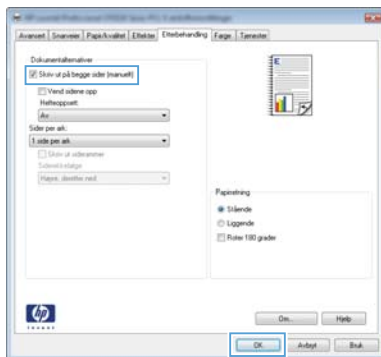 Avansert Snarveier Papir/kvalitet Effekter Etterbehandling Farge Tjenester
Dokumentalternativer
Skriv ut på begge sider (manuelt)
Vend sidene opp
Hefteoppsett:
Av
Sider per ark:
1 side per ark
Skriv ut siderammer
Siderekkefølge
Høyre, deretter ned
Papirretning
Stående
Liggende
Roter 180 grader
hp
invent
Om... Hjelp
OK Avbryt Bruk